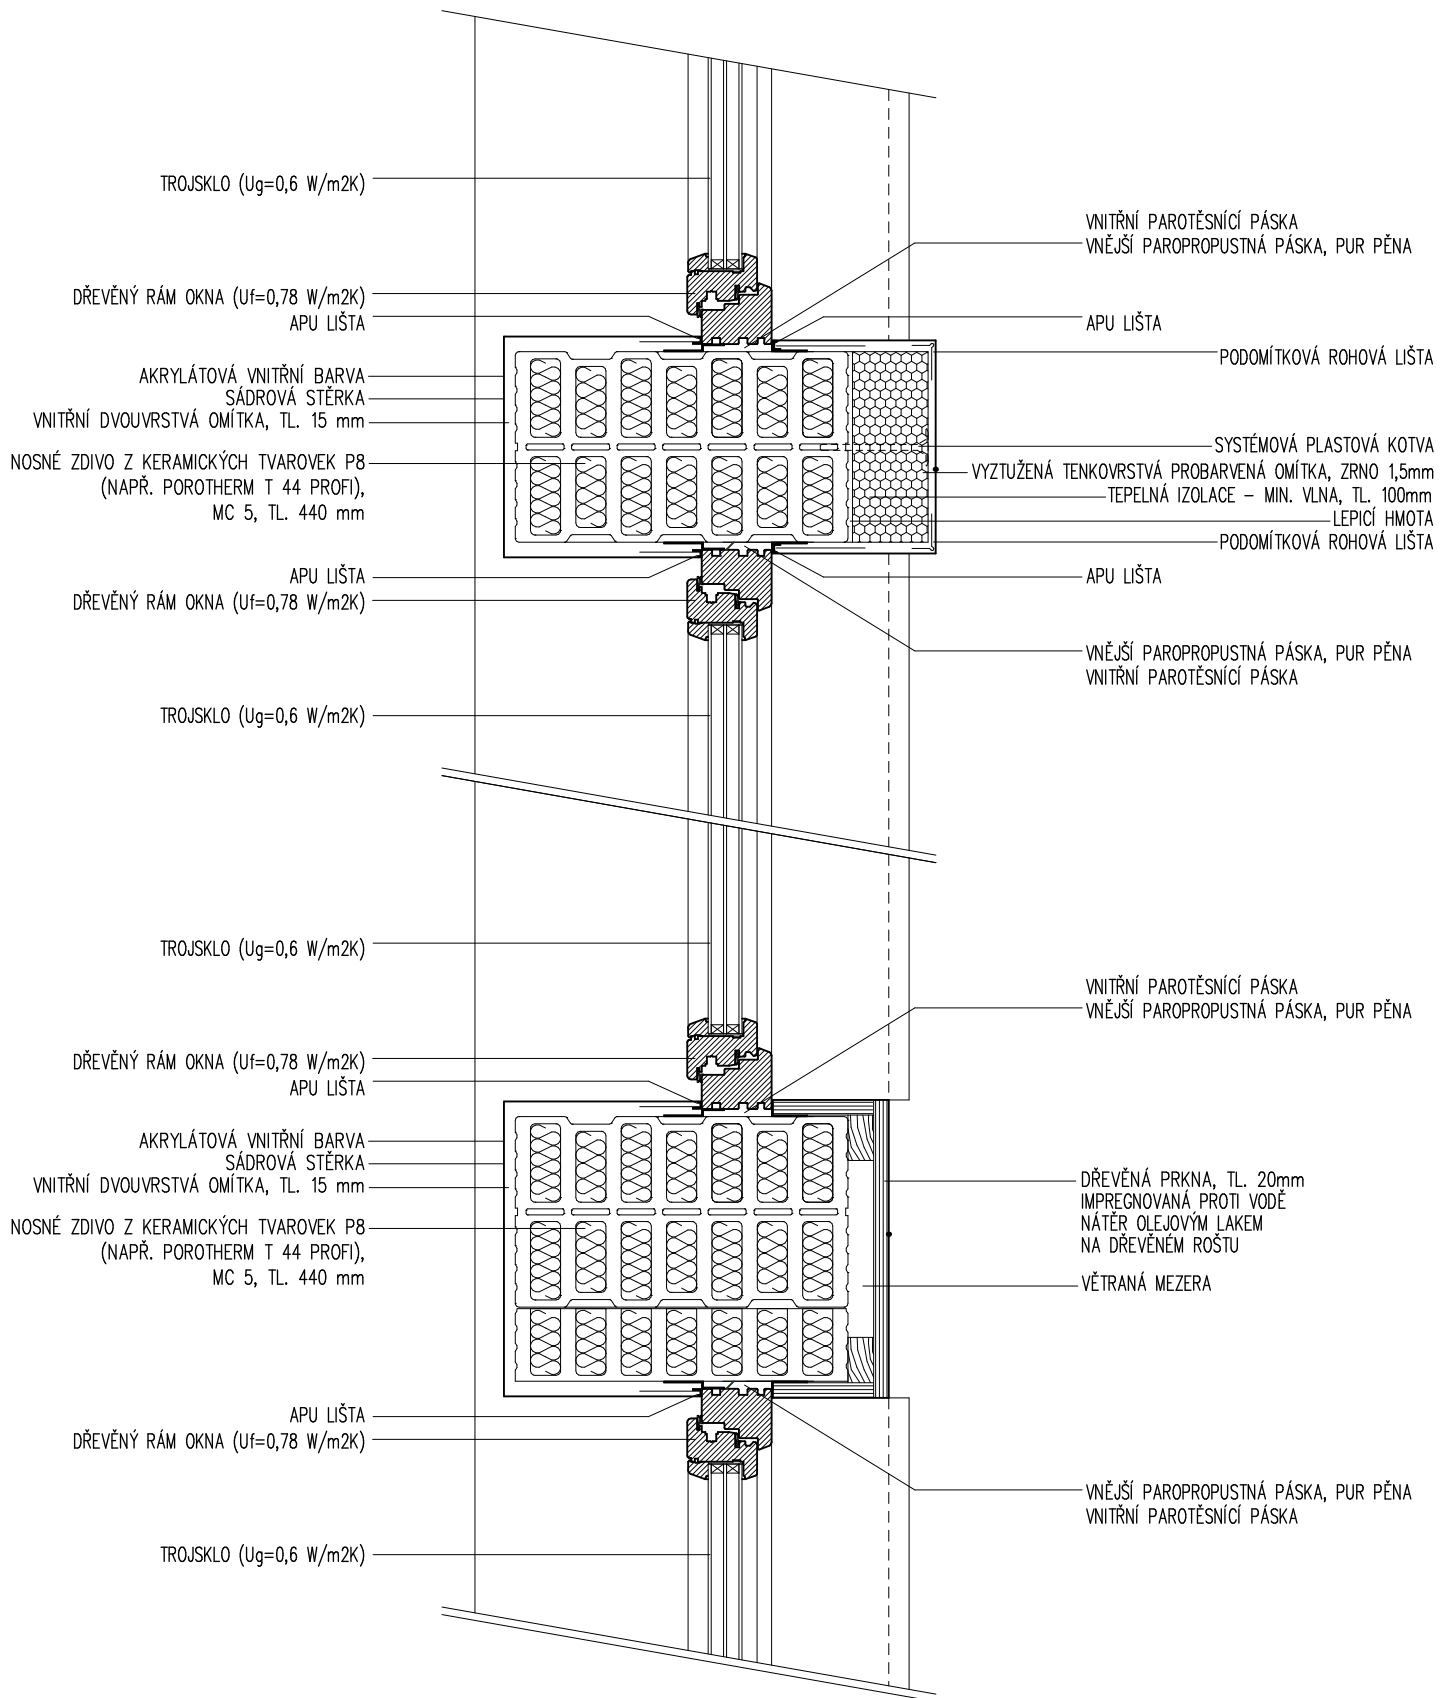 TROJSKLO (Ug=0,6 W/m2K)
VNITŘNÍ PAROTĚSNÍCÍ PÁSKA
VNĚJŠÍ PAROPROPUSTNÁ PÁSKA, PUR PĚNA
DŘEVĚNÝ RÁM OKNA (Uf=0,78 W/m2K)
APU LIŠTA
APU LIŠTA
PODOMÍTKOVÁ ROHOVÁ LIŠTA
AKRYLÁTOVÁ VNITŘNÍ BARVA
SÁDROVÁ STĚRKA
VNITŘNÍ DVOUVRSTVÁ OMÍTKA, TL. 15 mm
NOSNÉ ZDIVO Z KERAMICKÝCH TVAROVEK P8
(NAPŘ. POROTHERM T 44 PROFI),
MC 5, TL. 440 mm
SYSTÉMOVÁ PLASTOVÁ KOTVA
VYZTUŽENÁ TENKOVRSTVÁ PROBARVENÁ OMÍTKA, ZRNO 1,5mm
TEPELNÁ IZOLACE – MIN. VLNA, TL. 100mm
LEPICÍ HMOTA
PODOMÍTKOVÁ ROHOVÁ LIŠTA
APU LIŠTA
APU LIŠTA
DŘEVĚNÝ RÁM OKNA (Uf=0,78 W/m2K)
VNĚJŠÍ PAROPROPUSTNÁ PÁSKA, PUR PĚNA
VNITŘNÍ PAROTĚSNÍCÍ PÁSKA
TROJSKLO (Ug=0,6 W/m2K)
TROJSKLO (Ug=0,6 W/m2K)
VNITŘNÍ PAROTĚSNÍCÍ PÁSKA
VNĚJŠÍ PAROPROPUSTNÁ PÁSKA, PUR PĚNA
DŘEVĚNÝ RÁM OKNA (Uf=0,78 W/m2K)
APU LIŠTA
AKRYLÁTOVÁ VNITŘNÍ BARVA
SÁDROVÁ STĚRKA
VNITŘNÍ DVOUVRSTVÁ OMÍTKA, TL. 15 mm
NOSNÉ ZDIVO Z KERAMICKÝCH TVAROVEK P8
(NAPŘ. POROTHERM T 44 PROFI),
MC 5, TL. 440 mm
DŘEVĚNÁ PRKNA, TL. 20mm
IMPREGNOVANÁ PROTI VODĚ
NÁTĚR OLEJOVÝM LAKEM
NA DŘEVĚNÉM ROŠTU
VĚTRANÁ MEZERA
APU LIŠTA
DŘEVĚNÝ RÁM OKNA (Uf=0,78 W/m2K)
VNĚJŠÍ PAROPROPUSTNÁ PÁSKA, PUR PĚNA
VNITŘNÍ PAROTĚSNÍCÍ PÁSKA
TROJSKLO (Ug=0,6 W/m2K)